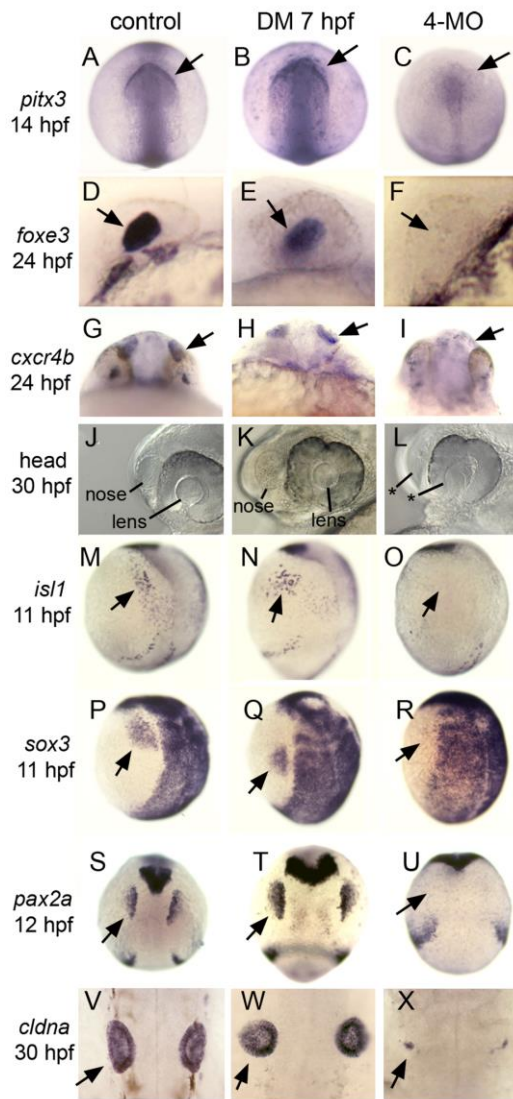 control DM 7 hpf 4-MO
A B C
pitx3
14 hpf
D E F
foxe3
24 hpf
G H I
cxcr4b
24 hpf
J K L
head
30 hpf
nose
lens
nose
lens
*
*
M N O
isl1
11 hpf
P Q R
sox3
11 hpf
S T U
pax2a
12 hpf
V W X
cldna
30 hpf